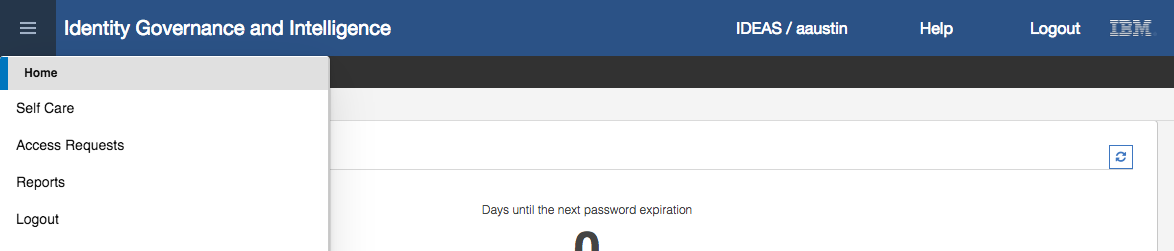 Identity Governance and Intelligence
IDEAS / aaustin
Help
Logout
IBM
Home
Self Care
Access Requests
Reports
Logout
Days until the next password expiration
0